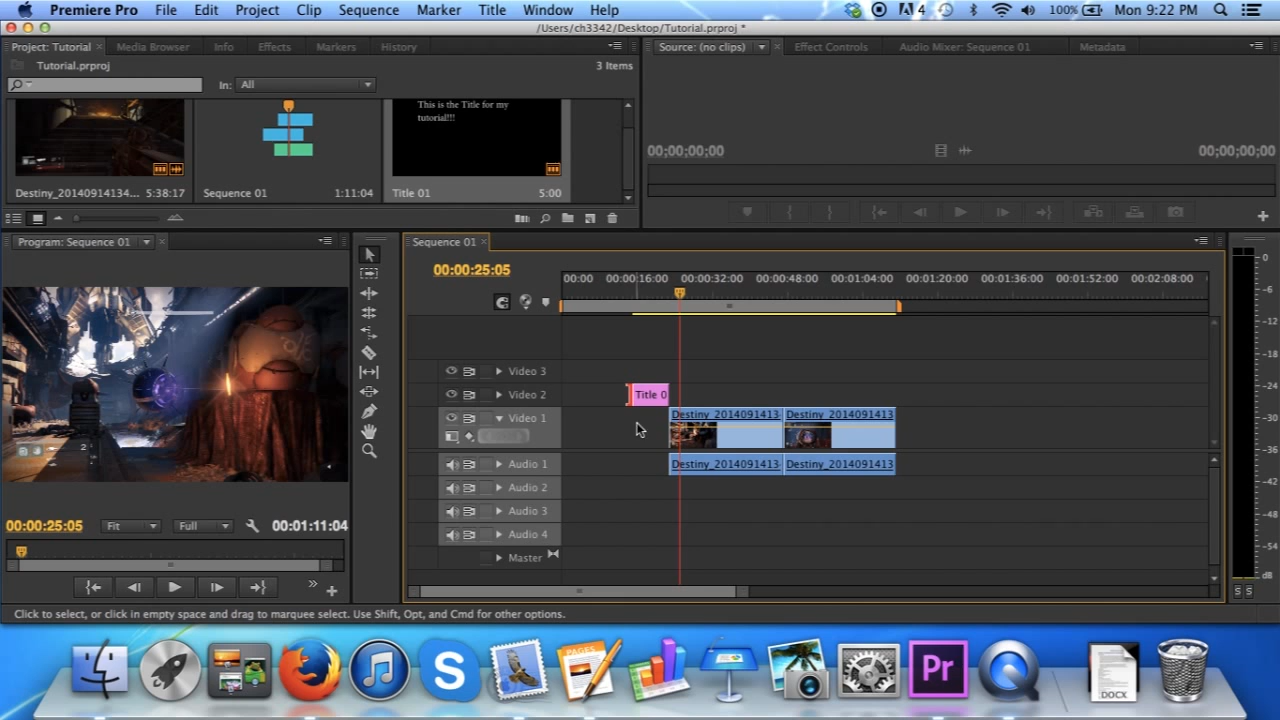 Premiere Pro File Edit Project Clip Sequence Marker Title Window Help 4 100% Mon 9:22 PM
/Users/ch3342/Desktop/Tutorial.prproj *
Project: Tutorial Media Browser Info Effects Markers History
Source: (no clips) Effect Controls Audio Mixer: Sequence 01 Metadata
Tutorial.prproj 3 Items
In: All
This is the Title for my
tutorial!!!
00;00;00;00 00;00;00;00
Destiny_20140914134... 5:38:17 Sequence 01 1:11:04 Title 01 5:00
Program: Sequence 01
Sequence 01
00:00:25:05
00:00 00:00:16:00 00:00:32:00 00:00:48:00 00:01:04:00 00:01:20:00 00:01:36:00 00:01:52:00 00:02:08:00
Video 3
Video 2 Title 0
Video 1 Destiny_2014091413 Destiny_2014091413
Audio 1 Destiny_2014091413 Destiny_2014091413
Audio 2
Audio 3
Audio 4
Master
0
-6
-12
-18
-24
-30
-36
-42
-48
-54
dB
S S
00:00:25:05 Fit Full 00:01:11:04
Click to select, or click in empty space and drag to marquee select. Use Shift, Opt, and Cmd for other options.
S PAGES Pr DOCX